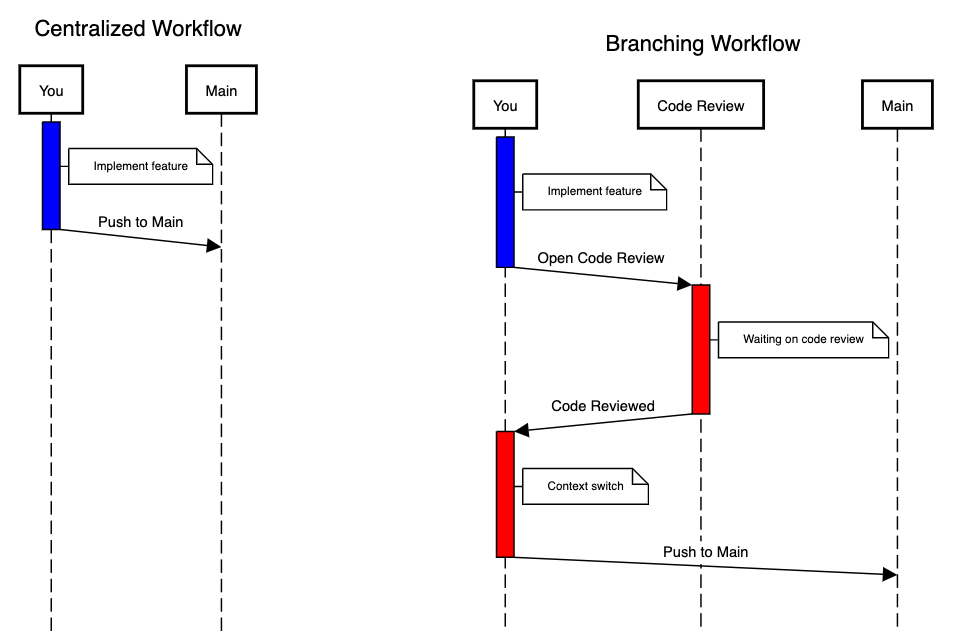 Centralized Workflow
You
Main
Implement feature
Push to Main
Branching Workflow
You
Code Review
Main
Implement feature
Open Code Review
Waiting on code review
Code Reviewed
Context switch
Push to Main